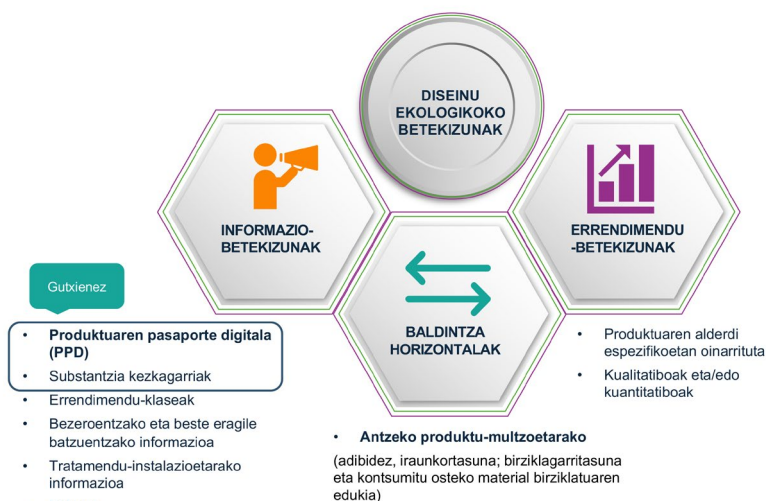 DISEINU
EKOLOGIKOKO
BETEKIZUNAK
INFORMAZIO-
BETEKIZUNAK
ERRENDIMENDU
-BETEKIZUNAK
BALDINTZA
HORIZONTALAK
Gutxienez
• Produktuaren pasaporte digitala
(PPD)
• Substantzia kezkagarriak
• Errendimendu-klaseak
• Bezeroentzako eta beste eragile
batzuentzako informazioa
• Tratamendu-instalazioetarako
informazioa
• Antzeko produktu-multzoetarako
(adibidez, iraunkortasuna; birziklagarritasuna
eta kontsumitu osteko material birziklatuaren
edukia)
• Produktuaren alderdi
espezifikoetan oinarrituta
• Kualitatiboak eta/edo
kuantitatiboak